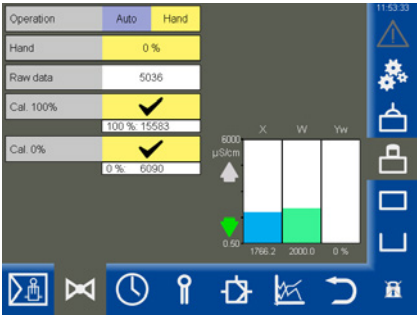 11:53:33
Operation Auto Hand
Hand 0 %
Raw data 5036
Cal. 100%
100 %: 15583
Cal. 0%
0 %: 6090
X W Yw
6000
µS/cm
0.50
1766.2 2000.0 0 %